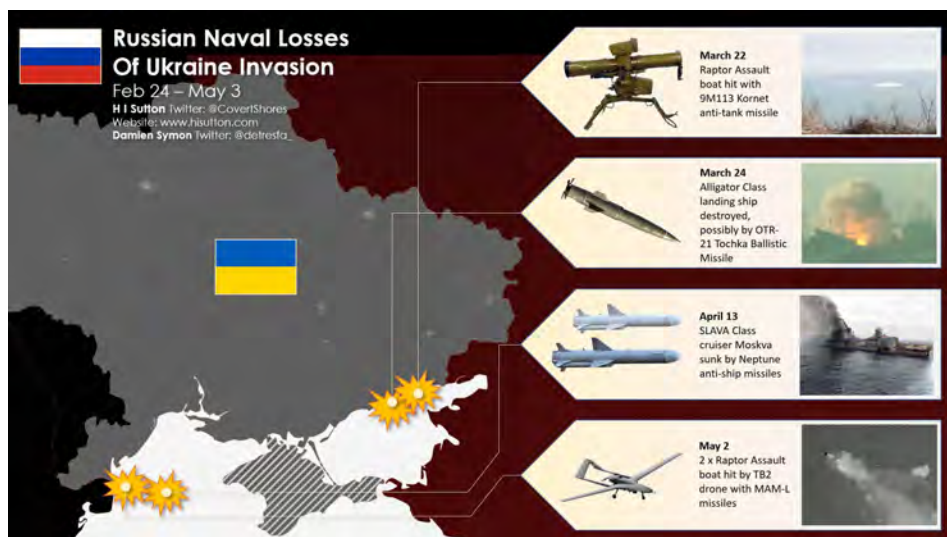 Russian Naval Losses
Of Ukraine Invasion
Feb 24 – May 3
H I Sutton Twitter: @CovertShores
Website: www.hisutton.com
Damien Symon Twitter: @detresfa_
March 22
Raptor Assault
boat hit with
9M113 Kornet
anti-tank missile
March 24
Alligator Class
landing ship
destroyed,
possibly by OTR-
21 Tochka Ballistic
Missile
April 13
SLAVA Class
cruiser Moskva
sunk by Neptune
anti-ship missiles
May 2
2 x Raptor Assault
boat hit by TB2
drone with MAM-L
missiles